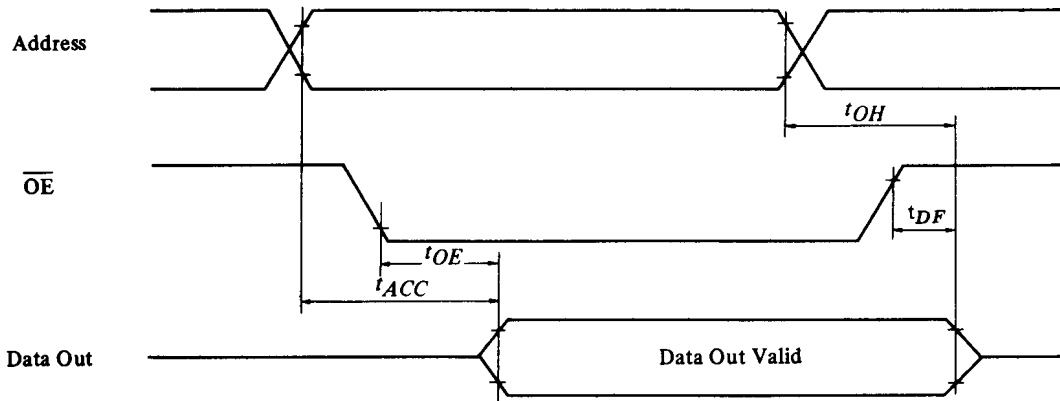 Address
tOH
OE
tDF
tOE
tACC
Data Out
Data Out Valid